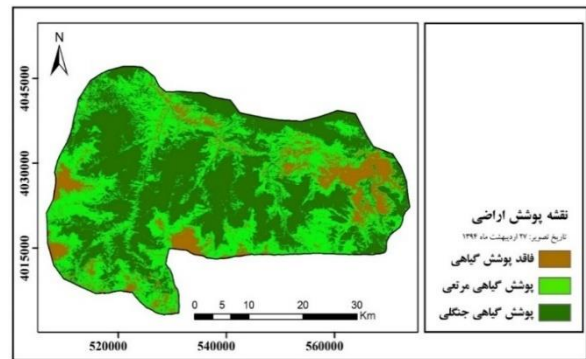 N
4045000
4030000
4015000
520000
540000
560000
0 5 10 20 30
Km
نقشه پوشش اراضی
تاریخ تصویر: ۲۷ اردیبهشت ماه ۱۳۹۴
فاقد پوشش گیاهی
پوشش گیاهی مرتعی
پوشش گیاهی جنگلی